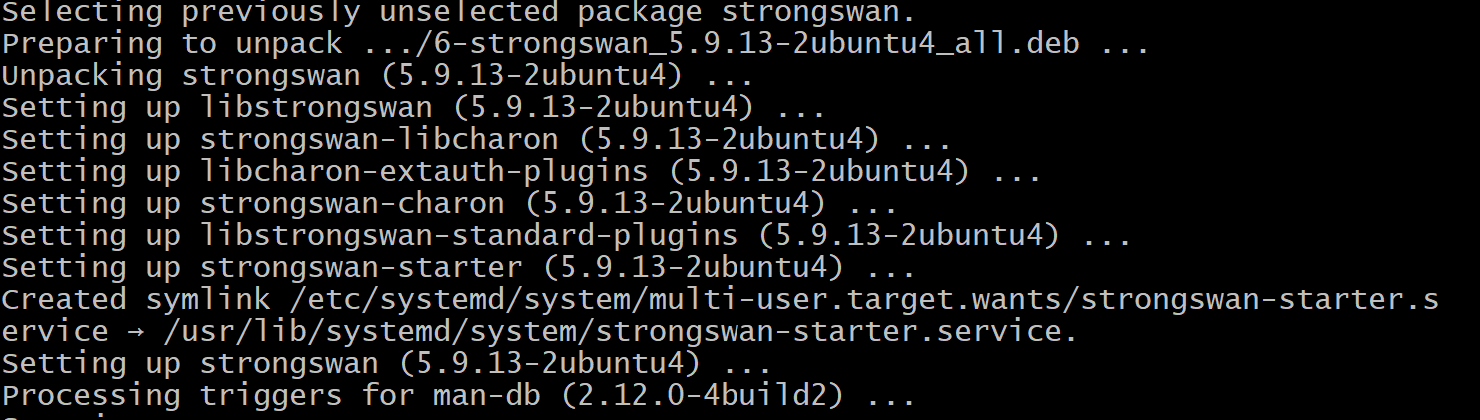 Selecting previously unselected package strongswan.
Preparing to unpack .../6-strongswan_5.9.13-2ubuntu4_all.deb ...
Unpacking strongswan (5.9.13-2ubuntu4) ...
Setting up libstrongswan (5.9.13-2ubuntu4) ...
Setting up strongswan-libcharon (5.9.13-2ubuntu4) ...
Setting up libcharon-extauth-plugins (5.9.13-2ubuntu4) ...
Setting up strongswan-charon (5.9.13-2ubuntu4) ...
Setting up libstrongswan-standard-plugins (5.9.13-2ubuntu4) ...
Setting up strongswan-starter (5.9.13-2ubuntu4) ...
Created symlink /etc/systemd/system/multi-user.target.wants/strongswan-starter.s
ervice → /usr/lib/systemd/system/strongswan-starter.service.
Setting up strongswan (5.9.13-2ubuntu4) ...
Processing triggers for man-db (2.12.0-4build2) ...